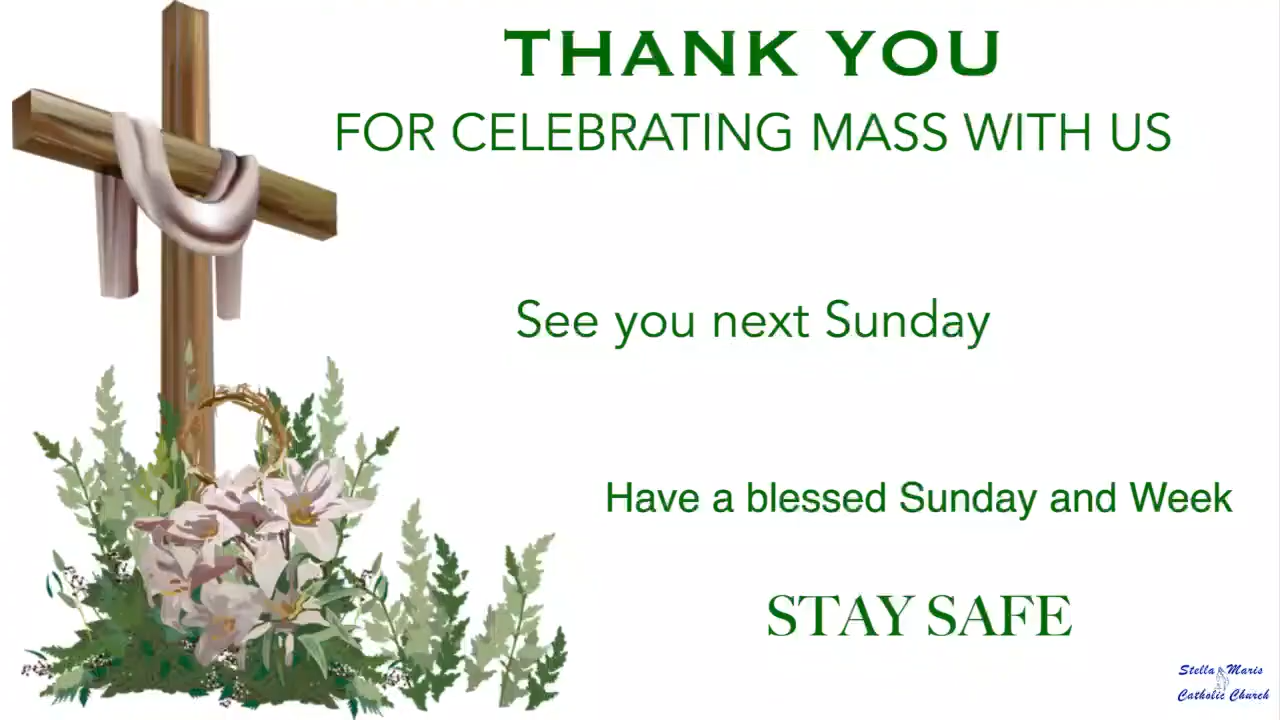 THANK YOU
FOR CELEBRATING MASS WITH US
See you next Sunday
Have a blessed Sunday and Week
STAY SAFE
Stella Maris
Catholic Church